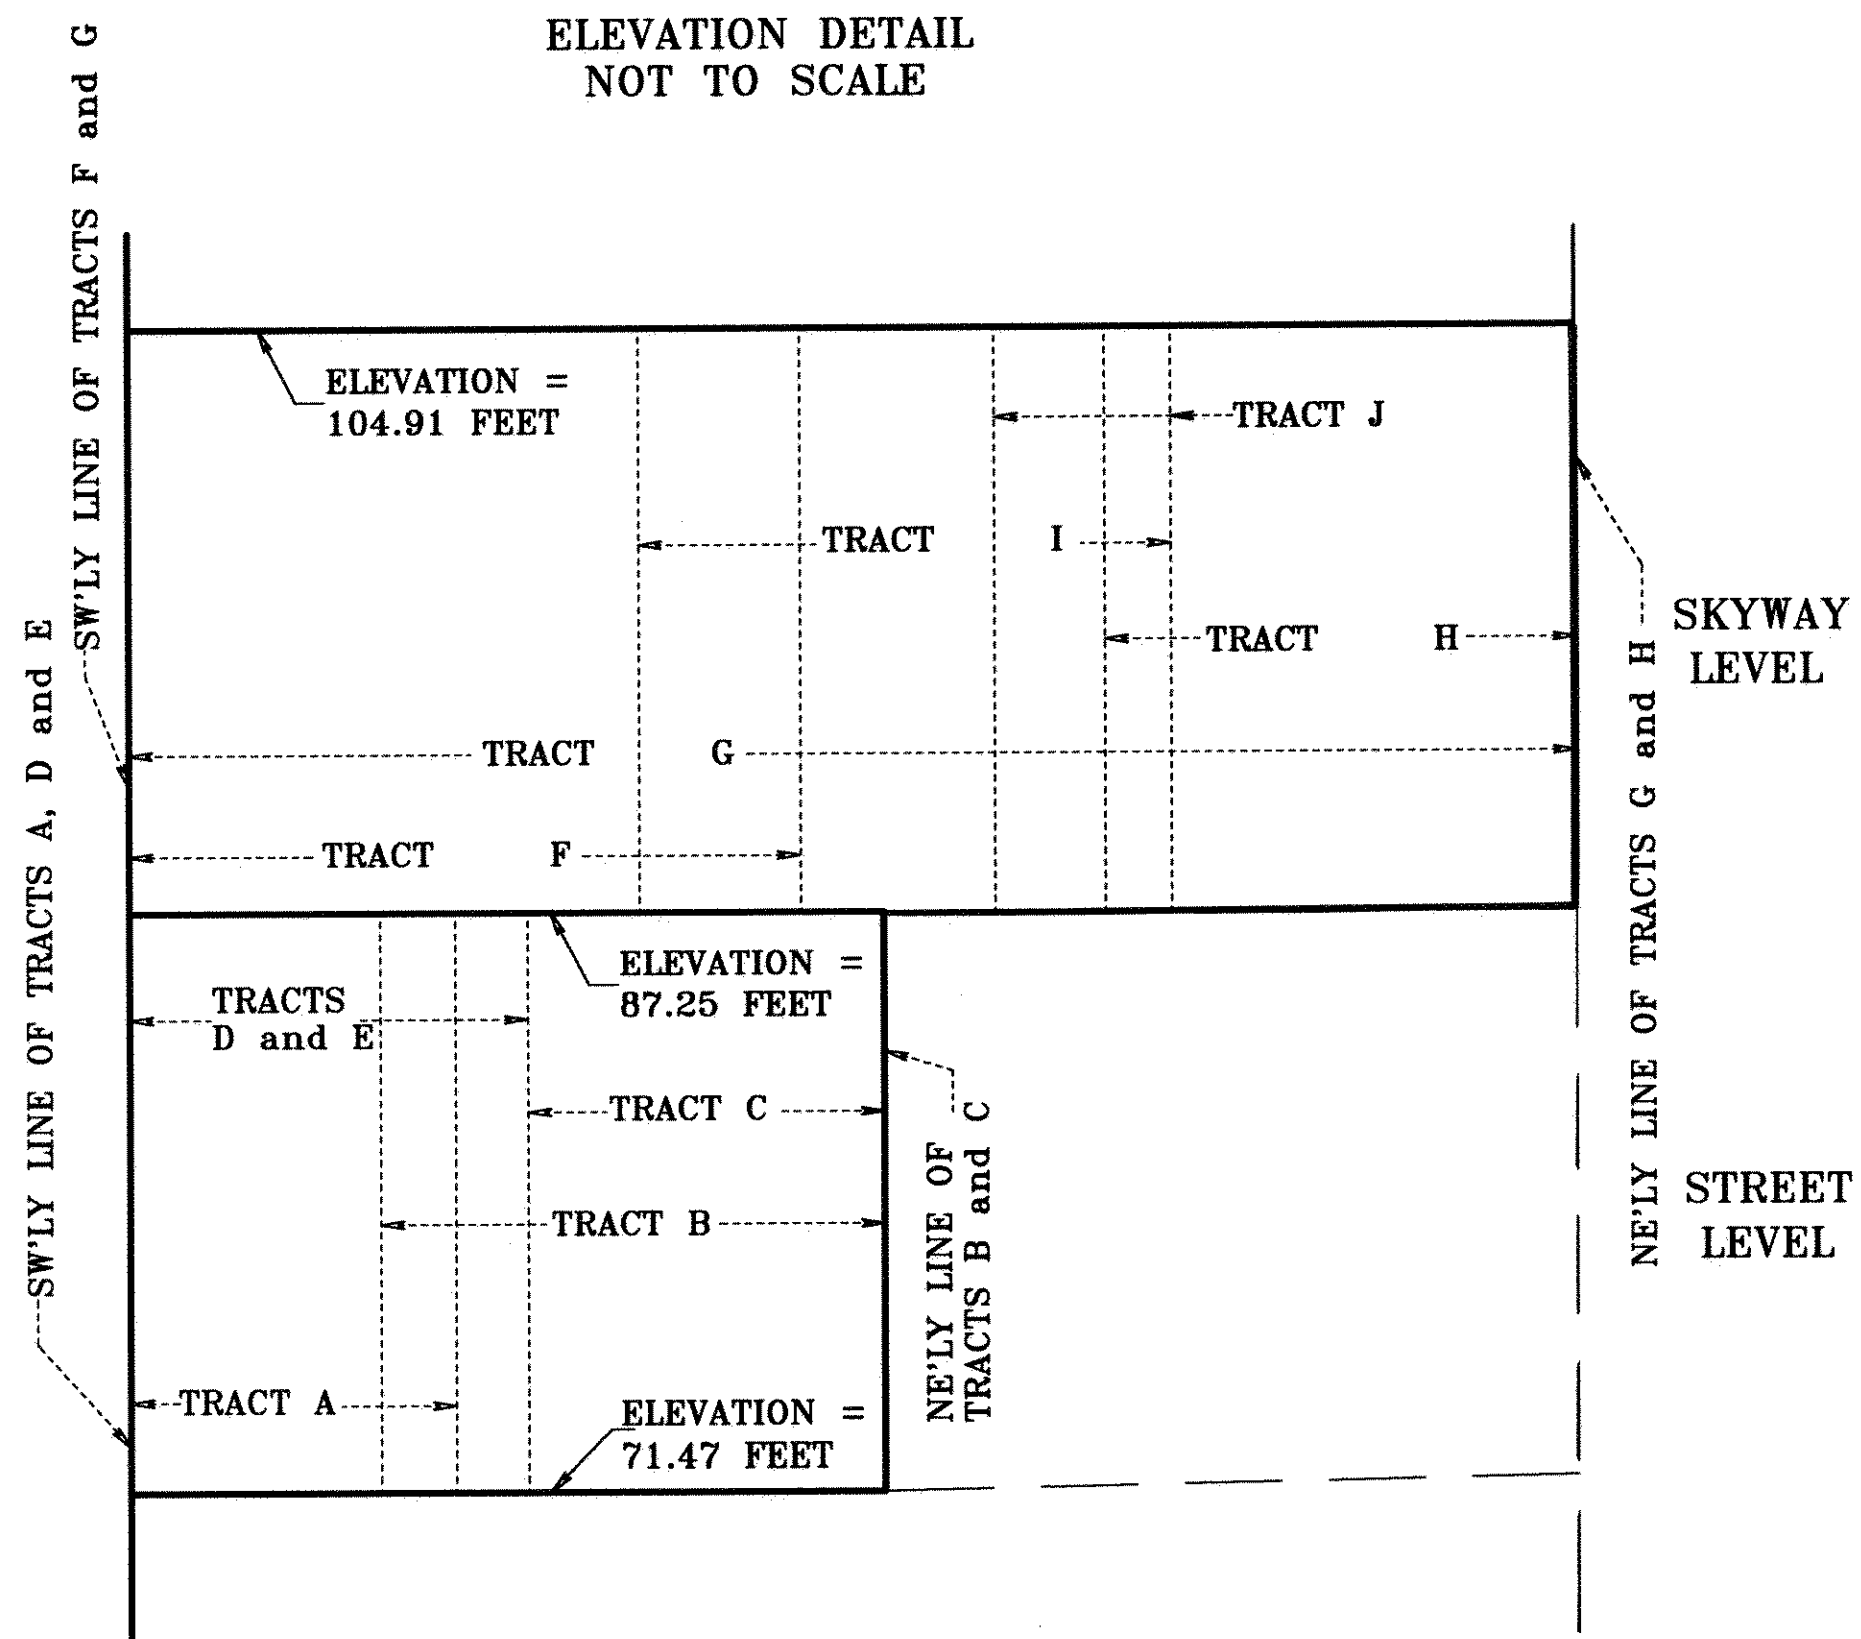 ELEVATION DETAIL
NOT TO SCALE
SW'LY LINE OF TRACTS F and G
ELEVATION =
104.91 FEET
TRACT J
TRACT I
TRACT H
SKYWAY
LEVEL
TRACT G
TRACT F
SW'LY LINE OF TRACTS A, D and E
NE'LY LINE OF TRACTS G and H
ELEVATION =
87.25 FEET
TRACTS
D and E
TRACT C
TRACT B
NE'LY LINE OF
TRACTS B and C
STREET
LEVEL
TRACT A
ELEVATION =
71.47 FEET